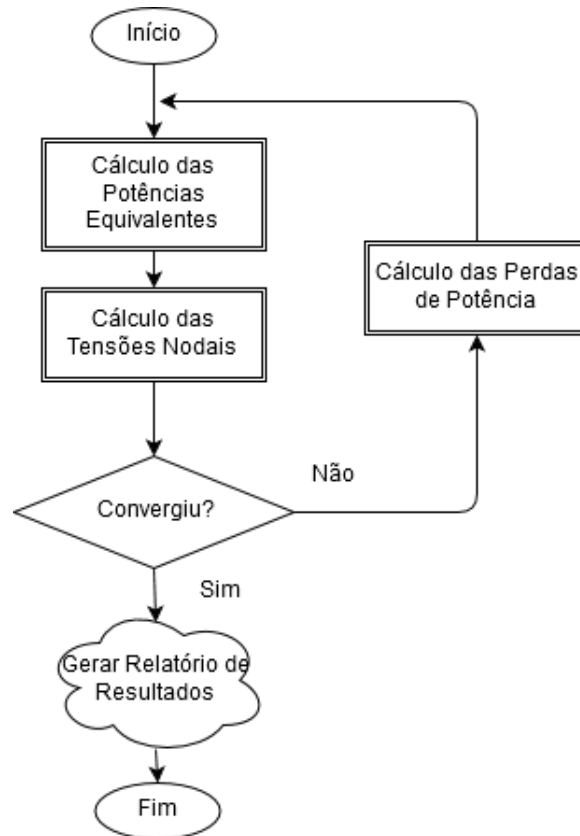 Início
Cálculo das
Potências
Equivalentes
Cálculo das Perdas
de Potência
Cálculo das
Tensões Nodais
Convergiu?
Não
Sim
Gerar Relatório de
Resultados
Fim